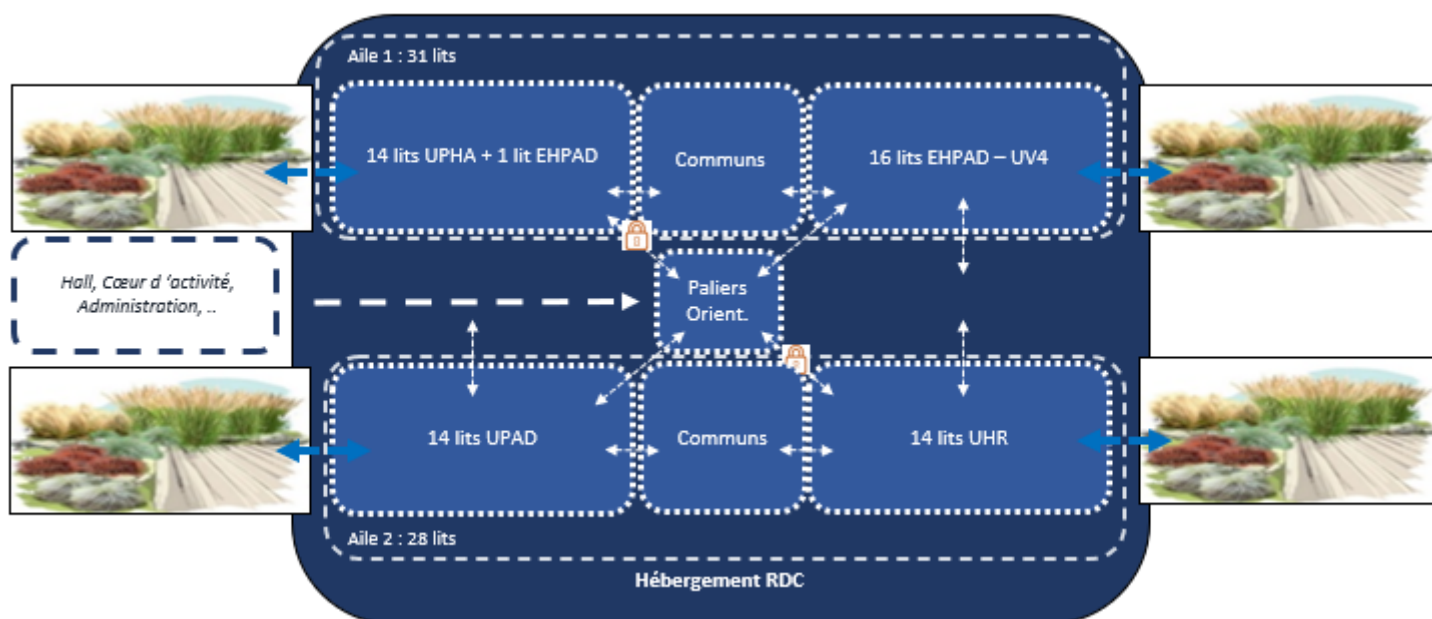 Aile 1 : 31 lits
14 lits UPHA + 1 lit EHPAD
Communs
16 lits EHPAD – UV4
Hall, Cœur d 'activité,
Administration, ..
Paliers
Orient.
14 lits UPAD
Communs
14 lits UHR
Aile 2 : 28 lits
Hébergement RDC